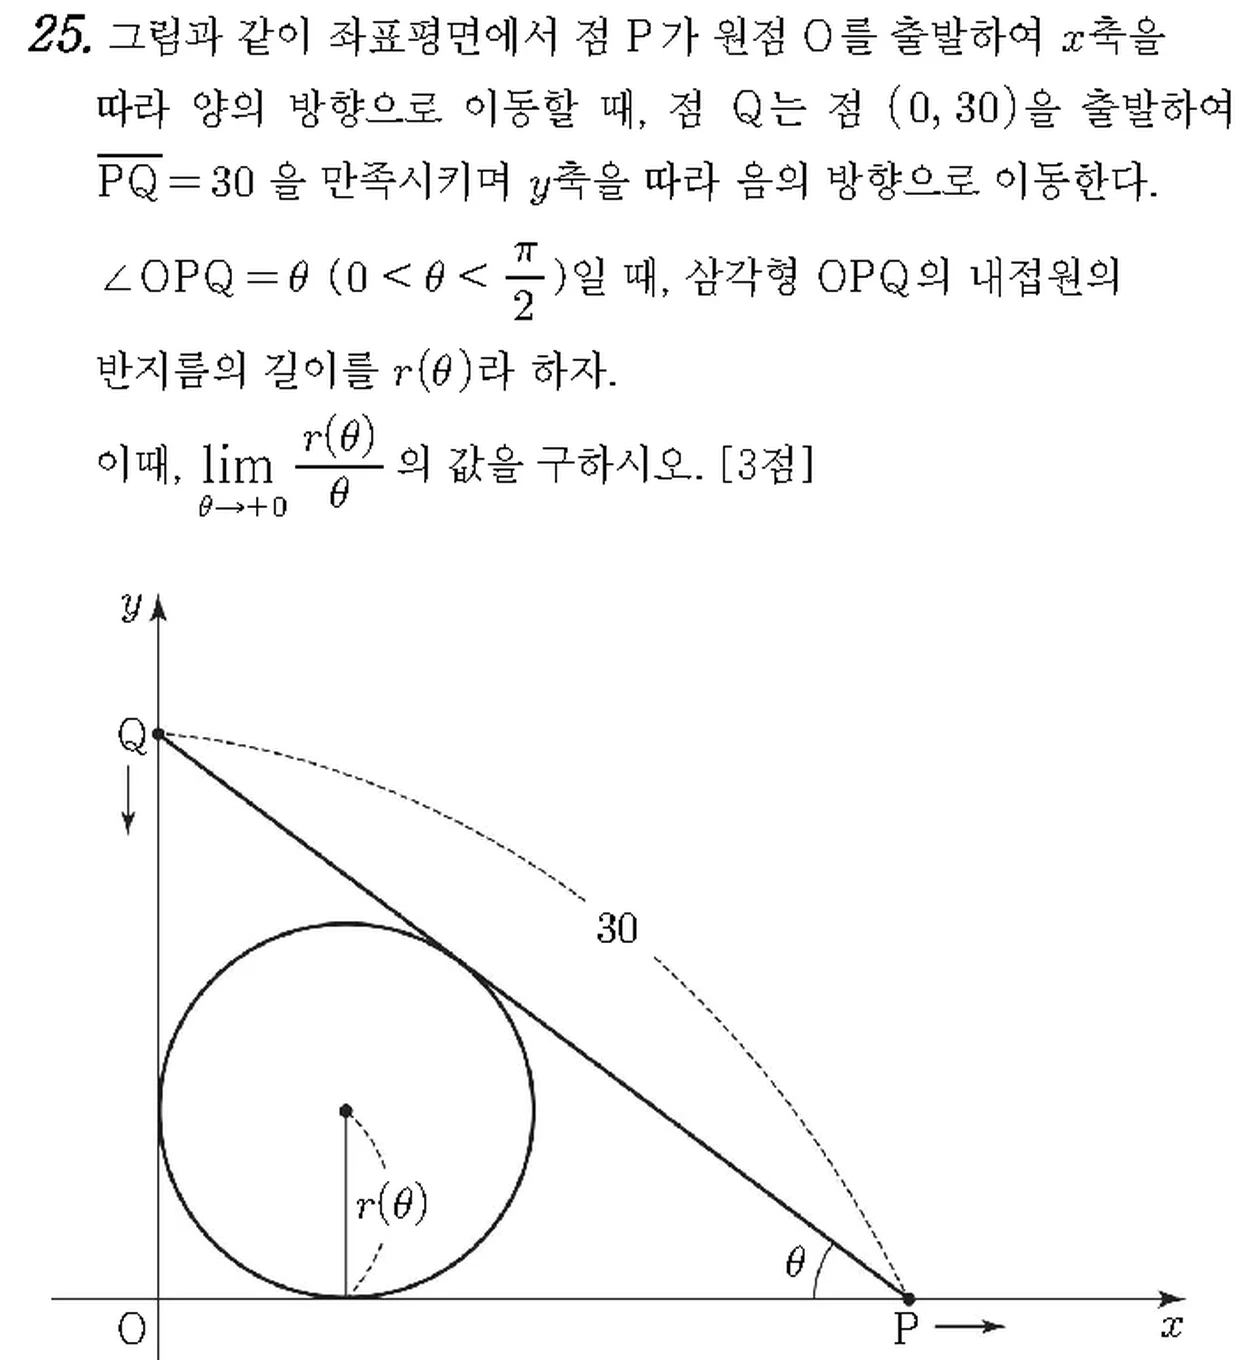 25. 그림과 같이 좌표평면에서 점 P가 원점 O를 출발하여 x축을
따라 양의 방향으로 이동할 때, 점 Q는 점 (0, 30)을 출발하여
\overline{PQ} = 30 을 만족시키며 y축을 따라 음의 방향으로 이동한다.
∠OPQ = θ (0 < θ < π/2)일 때, 삼각형 OPQ의 내접원의
반지름의 길이를 r(θ)라 하자.
이때, lim_{θ→+0} r(θ)/θ 의 값을 구하시오. [3점]
y
Q
30
r(θ)
θ
O
P
x